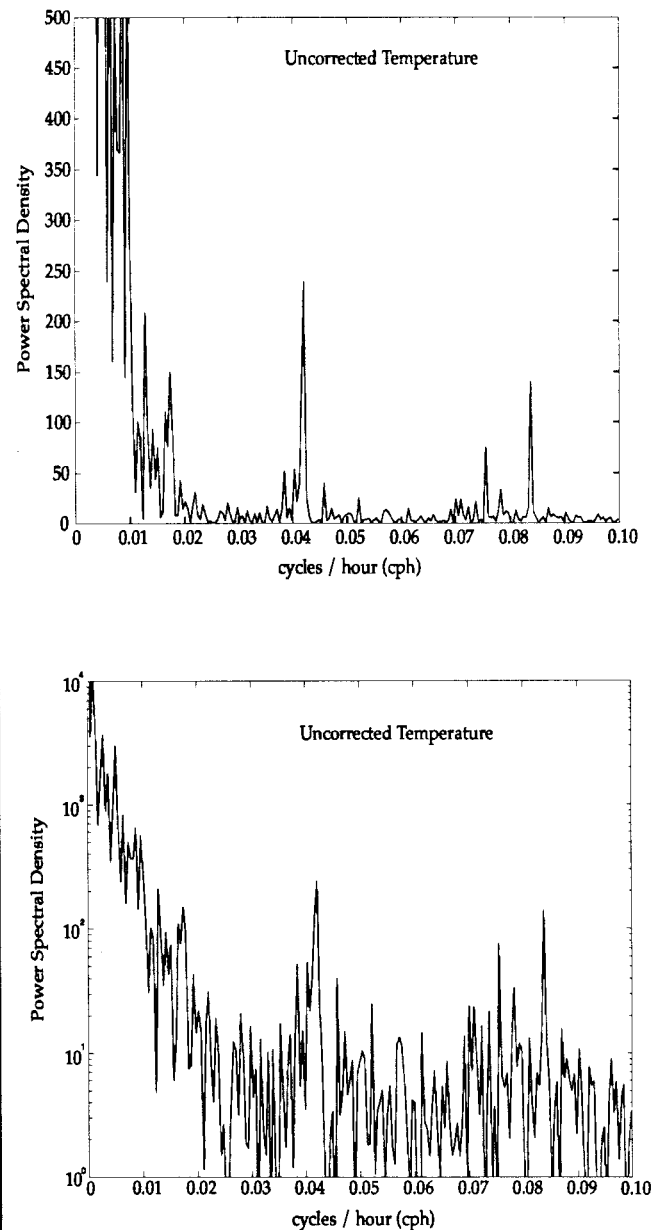 500
450
400
350
300
250
200
150
100
50
0
Power Spectral Density
Uncorrected Temperature
0 0.01 0.02 0.03 0.04 0.05 0.06 0.07 0.08 0.09 0.10
cycles / hour (cph)
10⁴
10³
10²
10¹
10⁰
Power Spectral Density
Uncorrected Temperature
0 0.01 0.02 0.03 0.04 0.05 0.06 0.07 0.08 0.09 0.10
cycles / hour (cph)